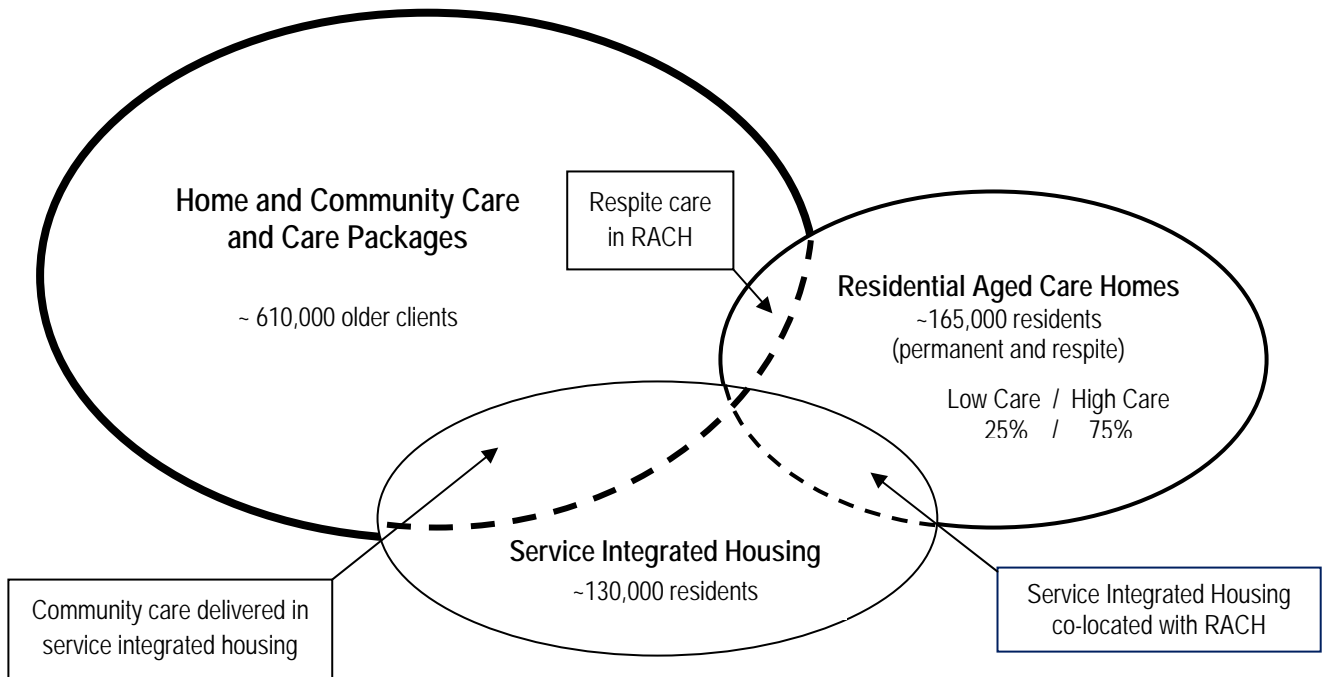 Home and Community Care
and Care Packages
~ 610,000 older clients
Respite care
in RACH
Residential Aged Care Homes
~165,000 residents
(permanent and respite)
Low Care / High Care
25% / 75%
Service Integrated Housing
~130,000 residents
Community care delivered in
service integrated housing
Service Integrated Housing
co-located with RACH